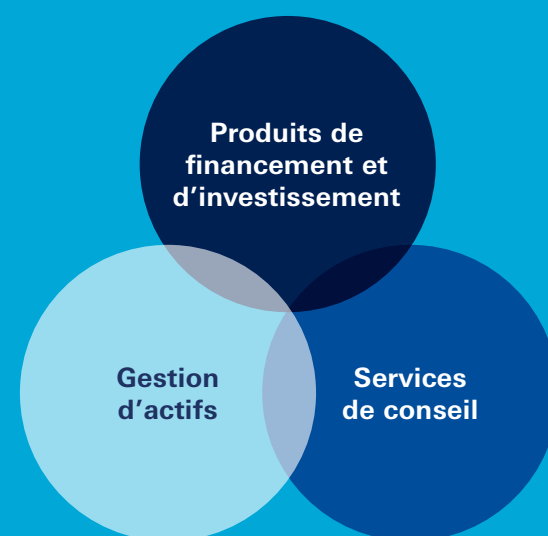 Produits de
financement et
d’investissement
Gestion
d’actifs
Services
de conseil